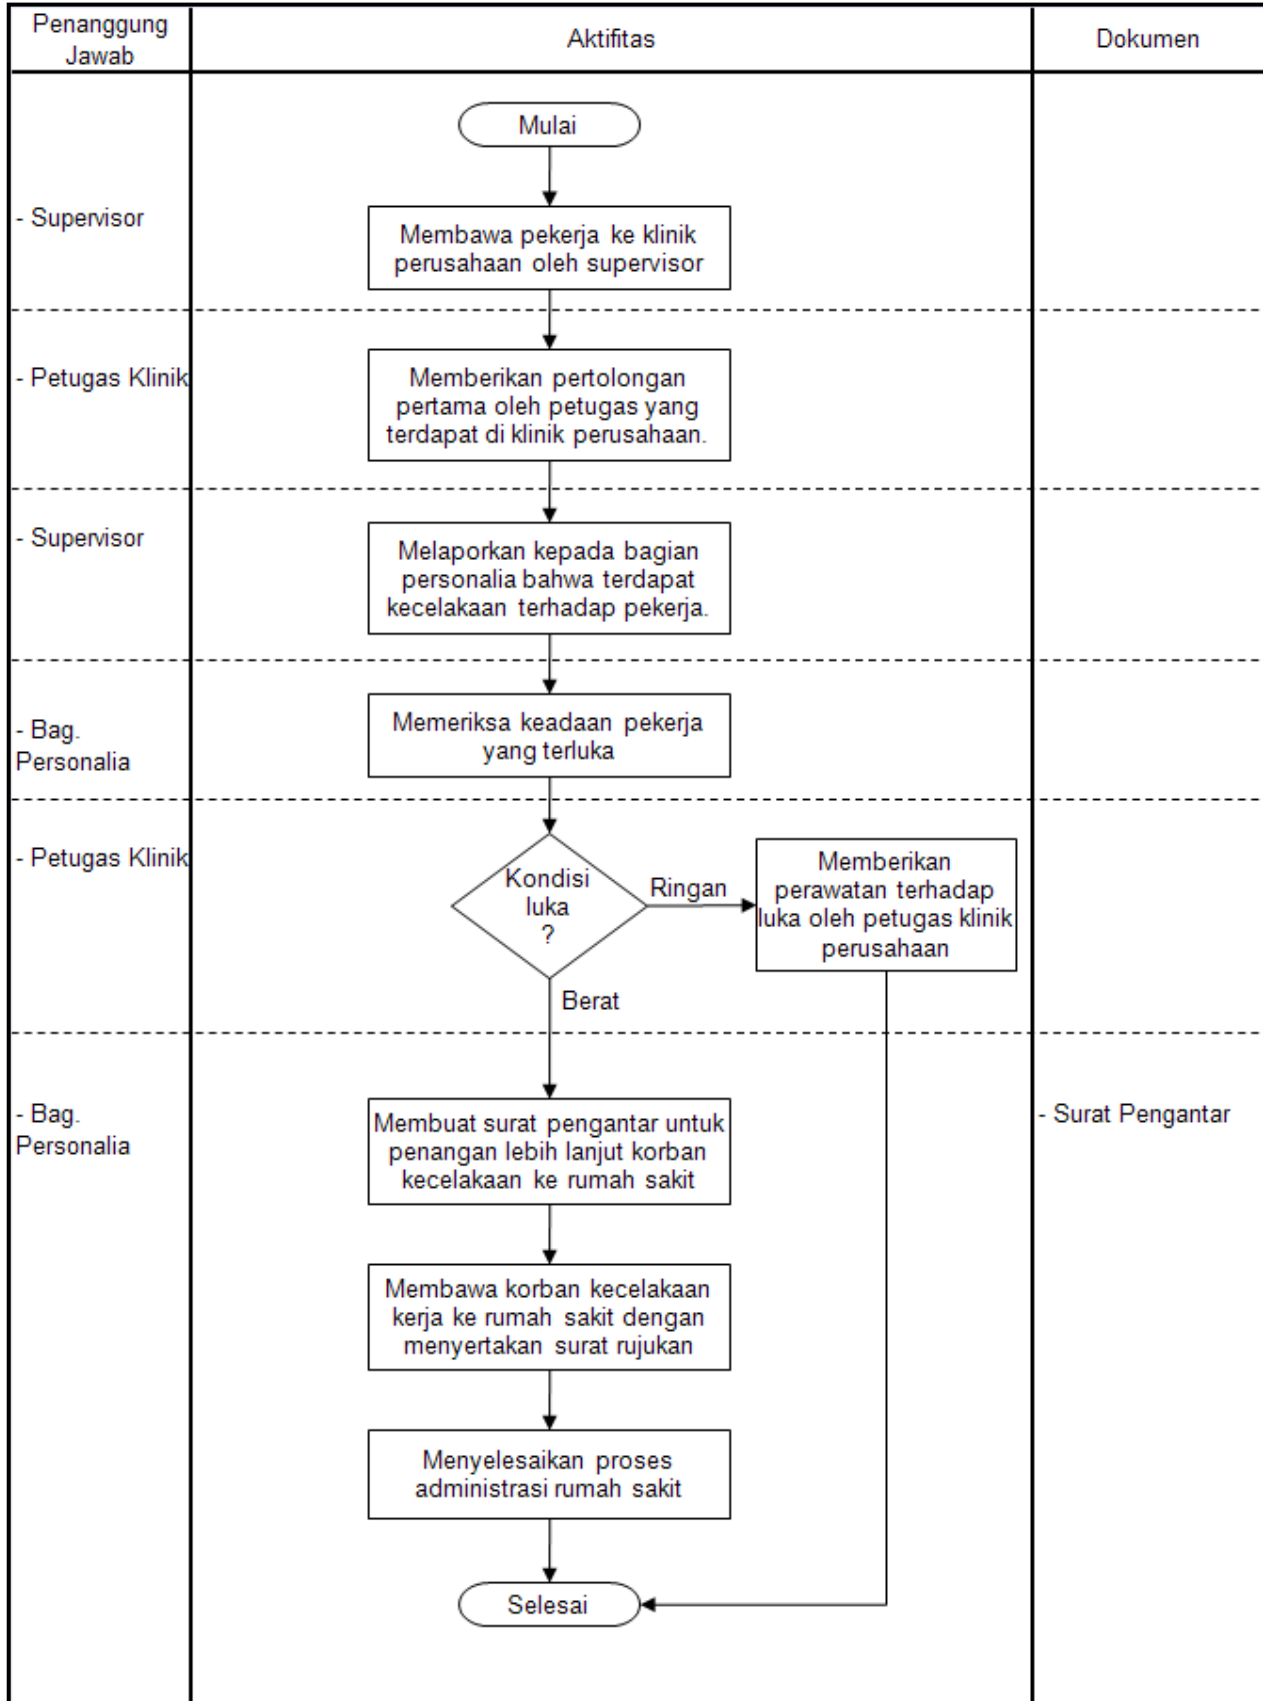 Penanggung
Jawab
Aktifitas
Dokumen
Mulai
- Supervisor
Membawa pekerja ke klinik
perusahaan oleh supervisor
- Petugas Klinik
Memberikan pertolongan
pertama oleh petugas yang
terdapat di klinik perusahaan.
- Supervisor
Melaporkan kepada bagian
personalia bahwa terdapat
kecelakaan terhadap pekerja.
- Bag.
Personalia
Memeriksa keadaan pekerja
yang terluka
- Petugas Klinik
Kondisi
luka
?
Ringan
Memberikan
perawatan terhadap
luka oleh petugas klinik
perusahaan
Berat
- Bag.
Personalia
Membuat surat pengantar untuk
penangan lebih lanjut korban
kecelakaan ke rumah sakit
- Surat Pengantar
Membawa korban kecelakaan
kerja ke rumah sakit dengan
menyertakan surat rujukan
Menyelesaikan proses
administrasi rumah sakit
Selesai